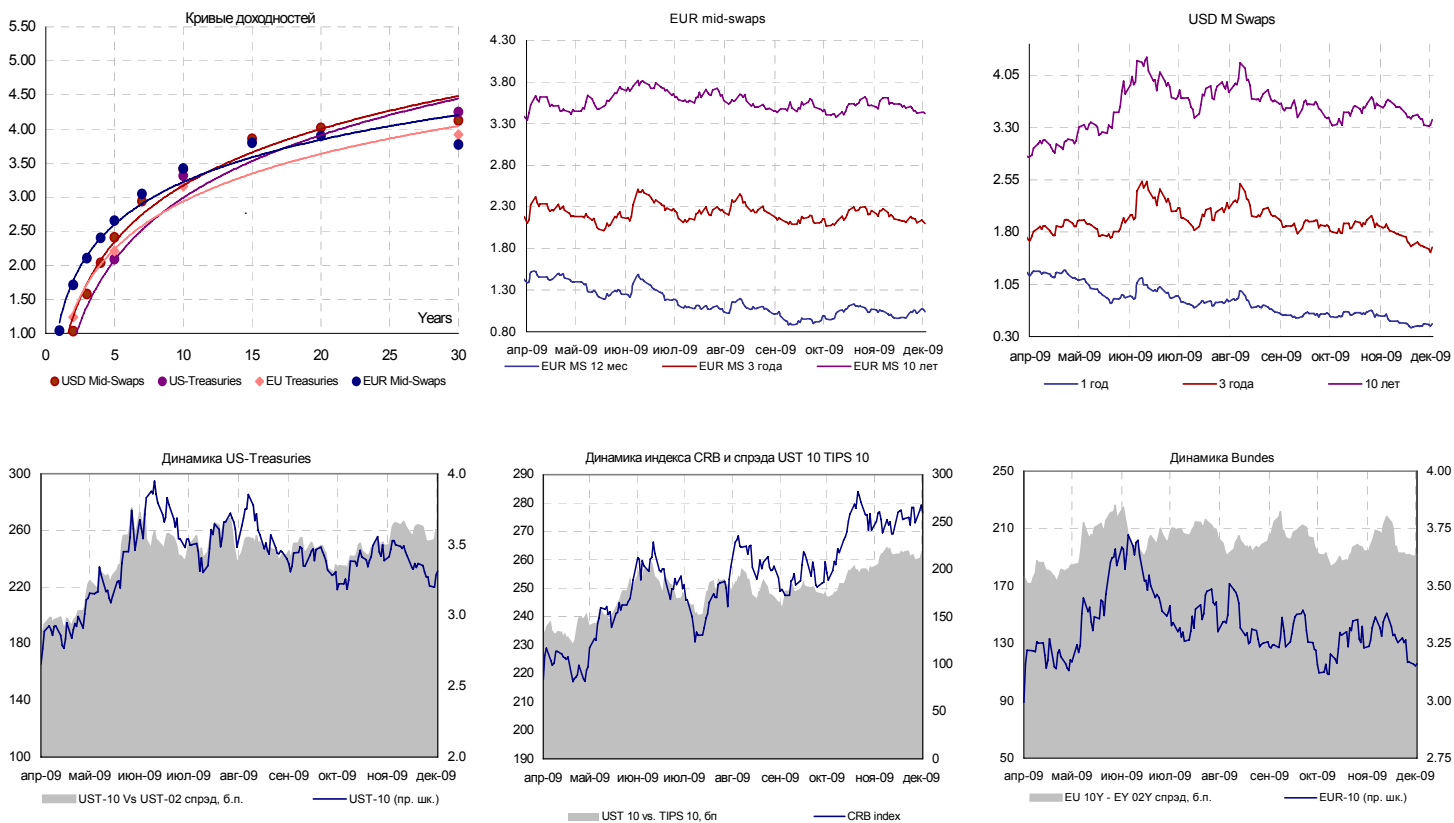 Кривые доходностей
5.50
5.00
4.50
4.00
3.50
3.00
2.50
2.00
1.50
1.00
Years
0 5 10 15 20 25 30
USD Mid-Swaps US-Treasuries EU Treasuries EUR Mid-Swaps
EUR mid-swaps
4.30
3.80
3.30
2.80
2.30
1.80
1.30
0.80
апр-09 май-09 июн-09 июл-09 авг-09 сен-09 окт-09 ноя-09 дек-09
EUR MS 12 мес EUR MS 3 года EUR MS 10 лет
USD M Swaps
4.05
3.30
2.55
1.80
1.05
0.30
апр-09 май-09 июн-09 июл-09 авг-09 сен-09 окт-09 ноя-09 дек-09
1 год 3 года 10 лет
Динамика US-Treasuries
300 4.0
260 3.5
220 3.0
180
140 2.5
100 2.0
апр-09 май-09 июн-09 июл-09 авг-09 сен-09 окт-09 ноя-09 дек-09
UST-10 Vs UST-02 спрэд, б.п. UST-10 (пр. шк.)
Динамика индекса CRB и спрэда UST 10 TIPS 10
290 300
280
270 250
260
250 200
240 150
230
220 100
210
200 50
190 0
апр-09 май-09 июн-09 июл-09 авг-09 сен-09 окт-09 ноя-09 дек-09
UST 10 vs. TIPS 10, бп CRB index
Динамика Bundes
250 4.00
210 3.75
170 3.50
130 3.25
90 3.00
50 2.75
апр-09 май-09 июн-09 июл-09 авг-09 сен-09 окт-09 ноя-09 дек-09
EU 10Y - EY 02Y спрэд, б.п. EUR-10 (пр. шк.)